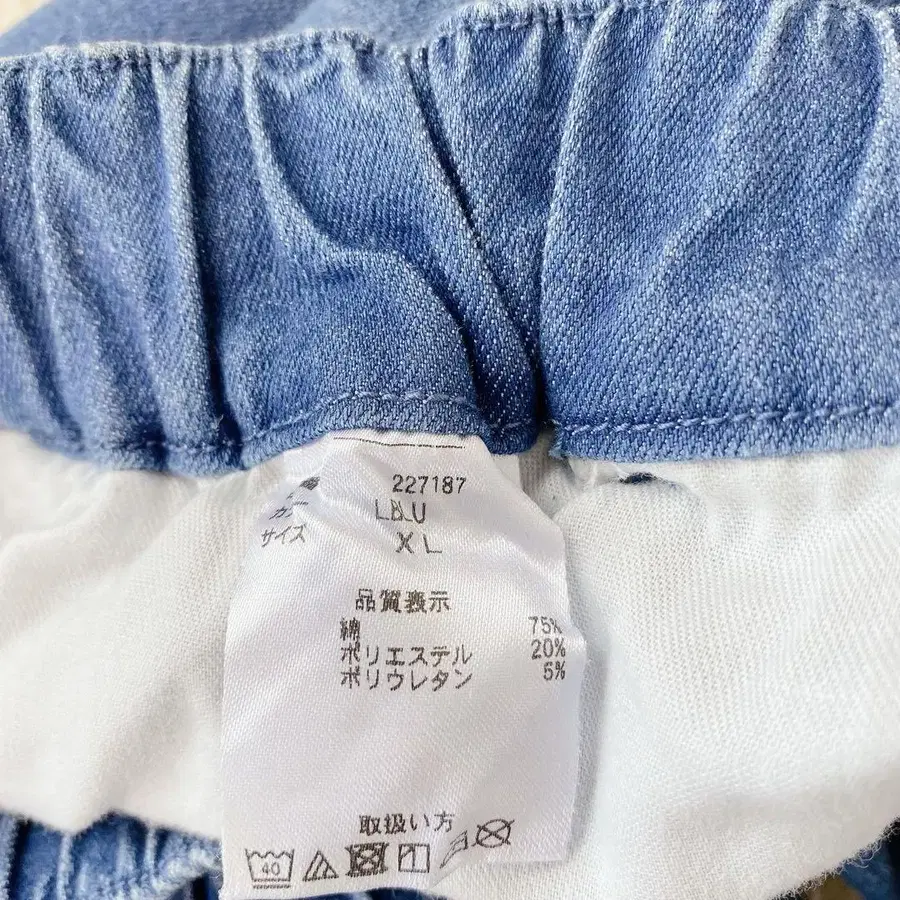 227187
LBLU
サイズ XL
品質表示
綿 75%
ポリエステル 20%
ポリウレタン 5%
取扱い方
40